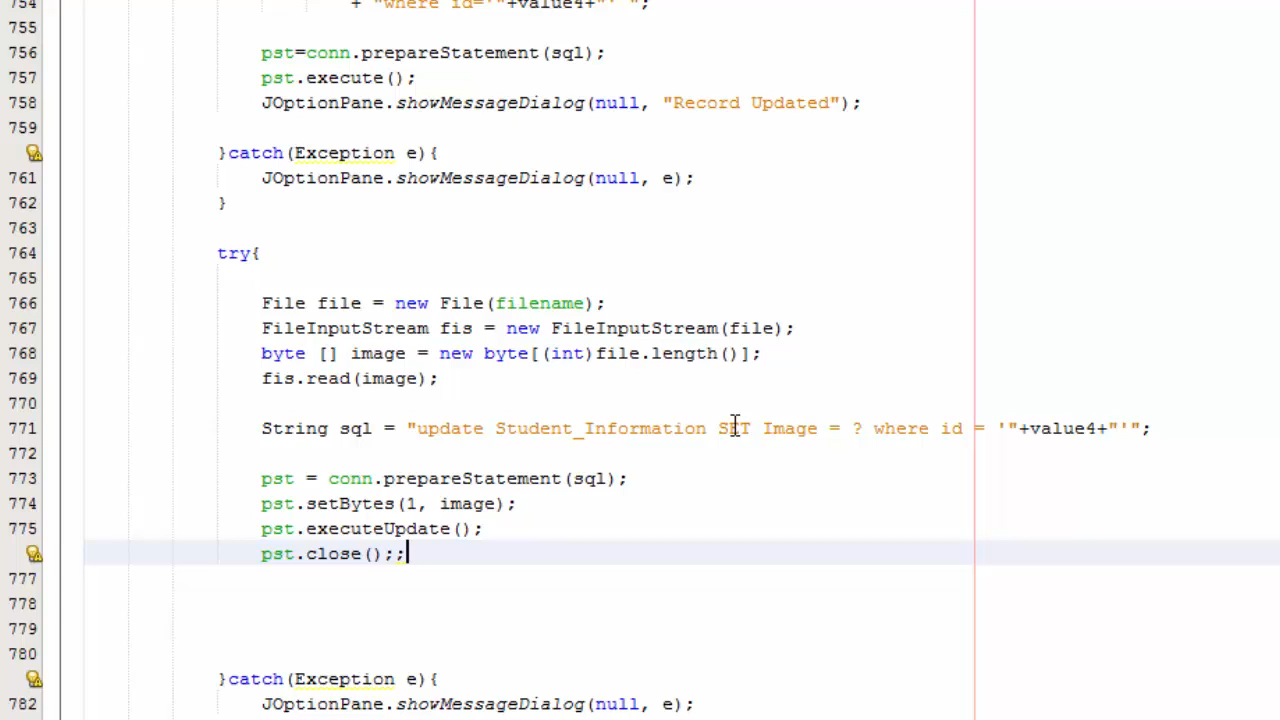 754 + "where id='"+value4+"' ";
755
756 pst=conn.prepareStatement(sql);
757 pst.execute();
758 JOptionPane.showMessageDialog(null, "Record Updated");
759
}catch(Exception e){
761 JOptionPane.showMessageDialog(null, e);
762 }
763
764 try{
765
766 File file = new File(filename);
767 FileInputStream fis = new FileInputStream(file);
768 byte [] image = new byte[(int)file.length()];
769 fis.read(image);
770
771 String sql = "update Student_Information SET Image = ? where id = '"+value4+"'";
772
773 pst = conn.prepareStatement(sql);
774 pst.setBytes(1, image);
775 pst.executeUpdate();
pst.close();;
777
778
779
780
}catch(Exception e){
782 JOptionPane.showMessageDialog(null, e);